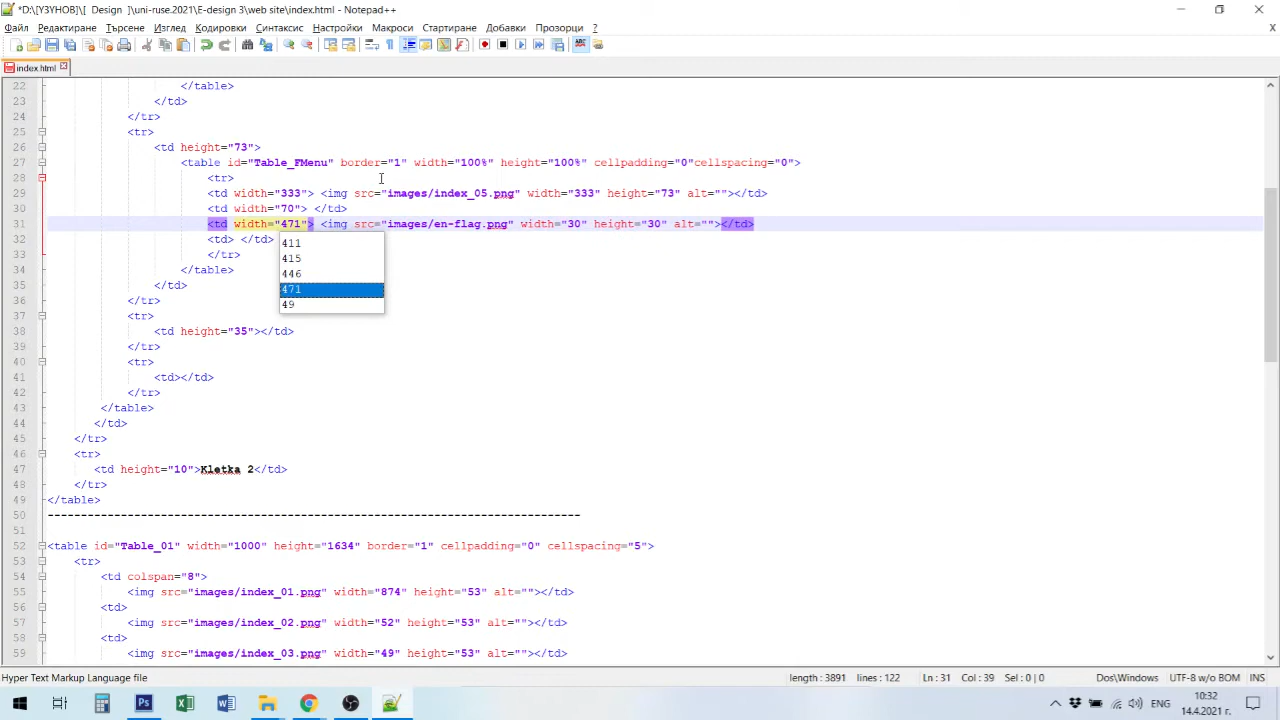 *D:\[УЗУНОВ]\[  Design  ]\uni-ruse.2021\E-design 3\web site\index.html - Notepad++
Файл Редактиране Търсене Изглед Кодировки Синтаксис Настройки Макроси Стартиране Добавки Прозорци ? X
index.html
22 </table>
23 </td>
24 </tr>
25 <tr>
26 <td height="73">
27 <table id="Table_FMenu" border="1" width="100%" height="100%" cellpadding="0"cellspacing="0">
28 <tr>
29 <td width="333"> <img src="images/index_05.png" width="333" height="73" alt=""></td>
30 <td width="70"> </td>
31 <td width="471"> <img src="images/en-flag.png" width="30" height="30" alt=""></td>
32 <td> </td>
33 </tr>
34 </table>
35 </td>
36 </tr>
37 <tr>
38 <td height="35"></td>
39 </tr>
40 <tr>
41 <td></td>
42 </tr>
43 </table>
44 </td>
45 </tr>
46 <tr>
47 <td height="10">Kletka 2</td>
48 </tr>
49 </table>
50 --------------------------------------------------------------------------------
51
52 <table id="Table_01" width="1000" height="1634" border="1" cellpadding="0" cellspacing="5">
53 <tr>
54 <td colspan="8">
55 <img src="images/index_01.png" width="874" height="53" alt=""></td>
56 <td>
57 <img src="images/index_02.png" width="52" height="53" alt=""></td>
58 <td>
59 <img src="images/index_03.png" width="49" height="53" alt=""></td>
411
415
446
471
49
Hyper Text Markup Language file length : 3891 lines : 122 Ln : 31 Col : 39 Sel : 0 | 0 Dos\Windows UTF-8 w/o BOM INS
ENG 10:32
14.4.2021 г.